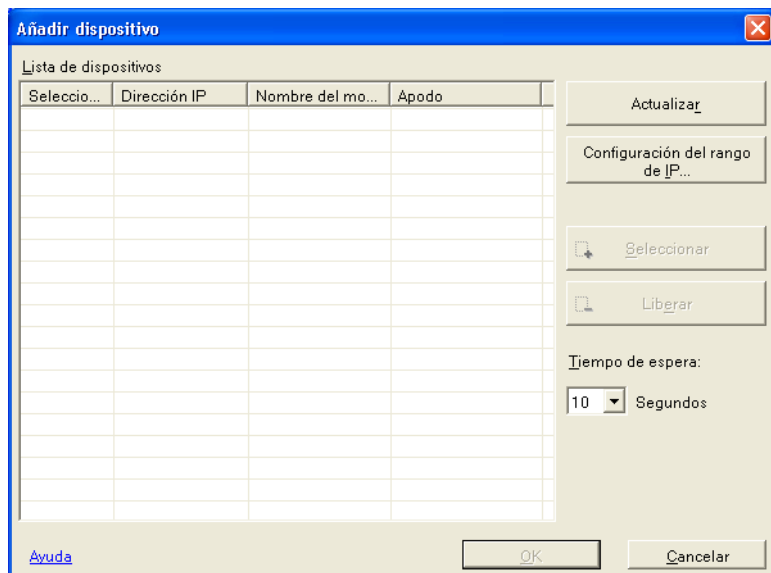 Añadir dispositivo
Lista de dispositivos
Seleccio... Dirección IP Nombre del mo... Apodo
Actualizar
Configuración del rango
de IP...
Seleccionar
Liberar
Tiempo de espera:
10 Segundos
Ayuda OK Cancelar